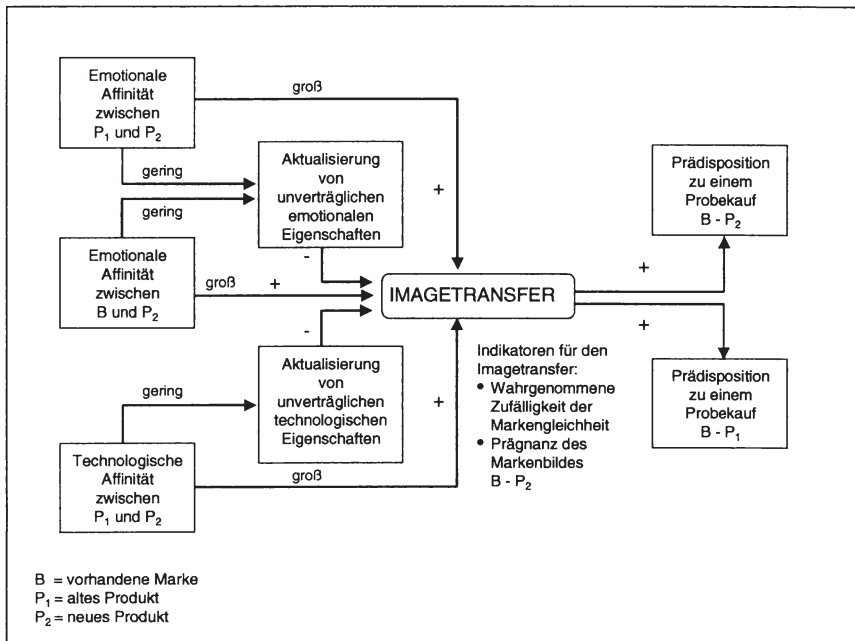 Emotionale
Affinität
zwischen
P₁ und P₂
groß
gering
gering
Aktualisierung
von
unverträglichen
emotionalen
Eigenschaften
+
-
Emotionale
Affinität
zwischen
B und P₂
groß
+
IMAGETRANSFER
+
+
Prädisposition
zu einem
Probekauf
B - P₂
-
Aktualisierung
von
unverträglichen
technologischen
Eigenschaften
gering
+
Technologische
Affinität
zwischen
P₁ und P₂
groß
Indikatoren für den
Imagetransfer:
• Wahrgenommene
Zufälligkeit der
Markengleichheit
• Prägnanz des
Markenbildes
B - P₂
Prädisposition
zu einem
Probekauf
B - P₁
B = vorhandene Marke
P₁ = altes Produkt
P₂ = neues Produkt